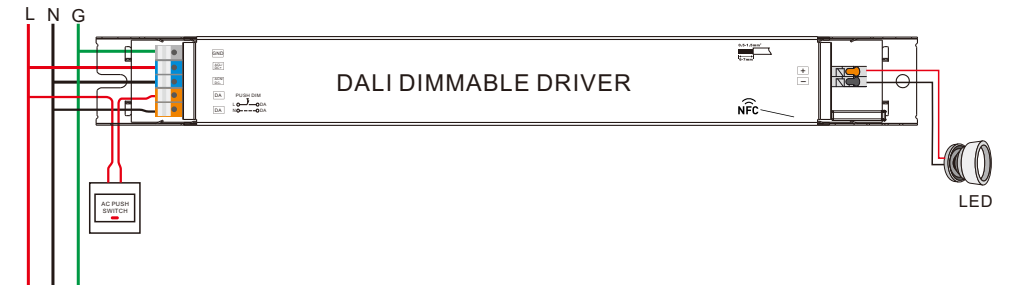 L N G
GND
DA
DA
PUSH DIM
L DA
N DA
DALI DIMMABLE DRIVER
NFC
+
−
AC PUSH
SWITCH
LED